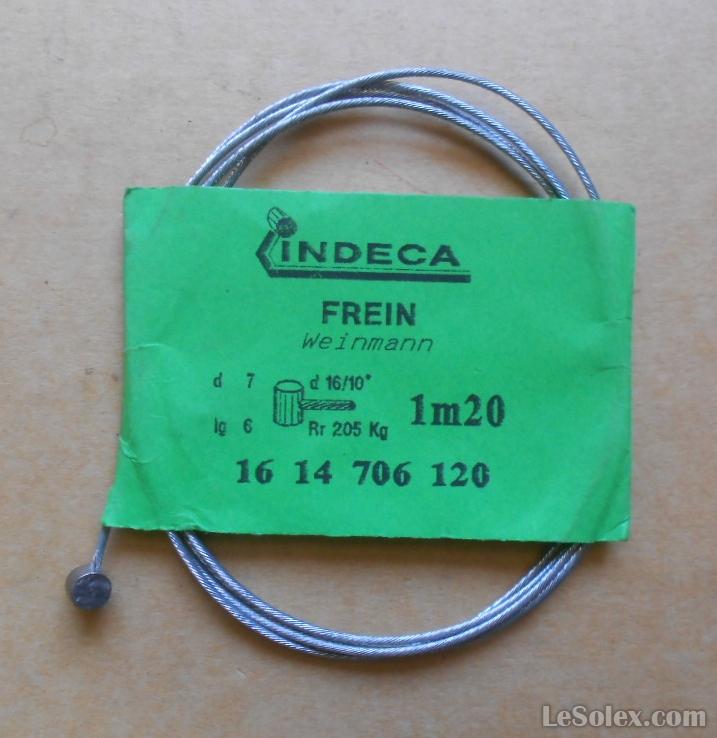 INDECA
FREIN
Weinmann
d 7 d 16/10°
lg 6 Rr 205 Kg 1m20
16 14 706 120
LeSolex.com